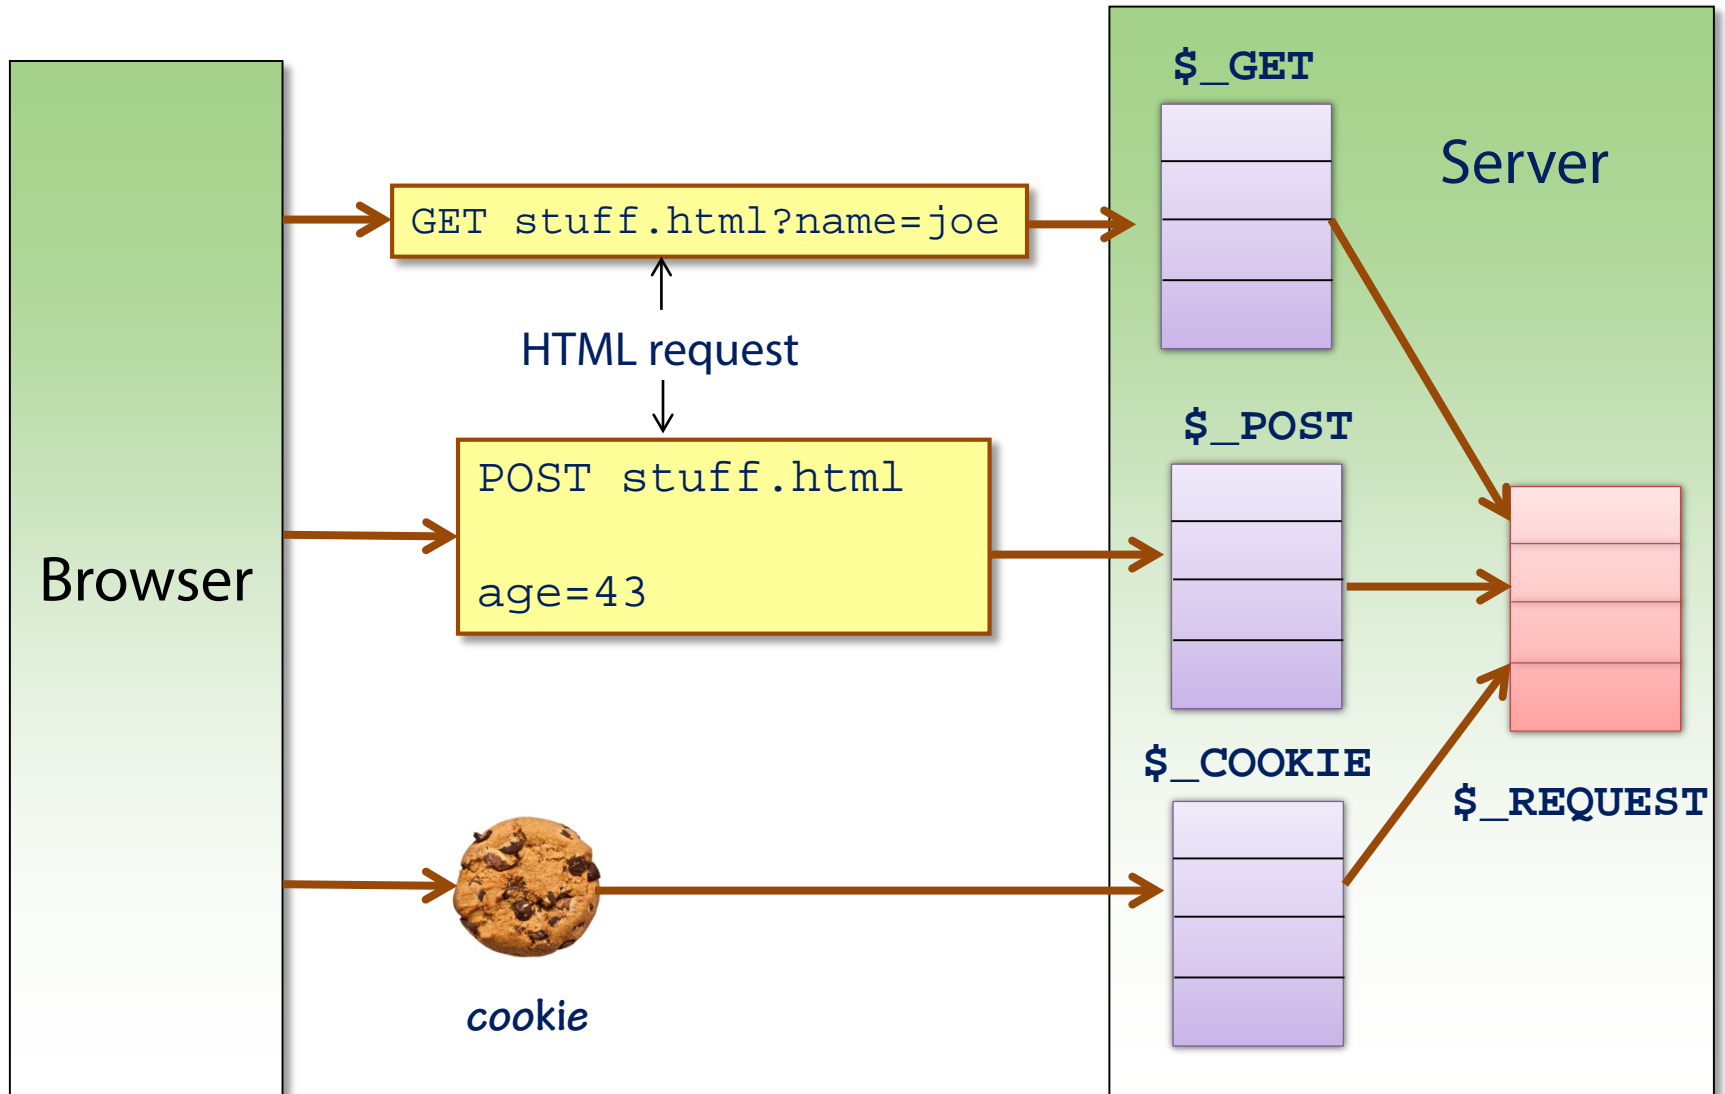 Browser
GET stuff.html?name=joe
HTML request
POST stuff.html
age=43
cookie
Server
$_GET
$_POST
$_COOKIE
$_REQUEST